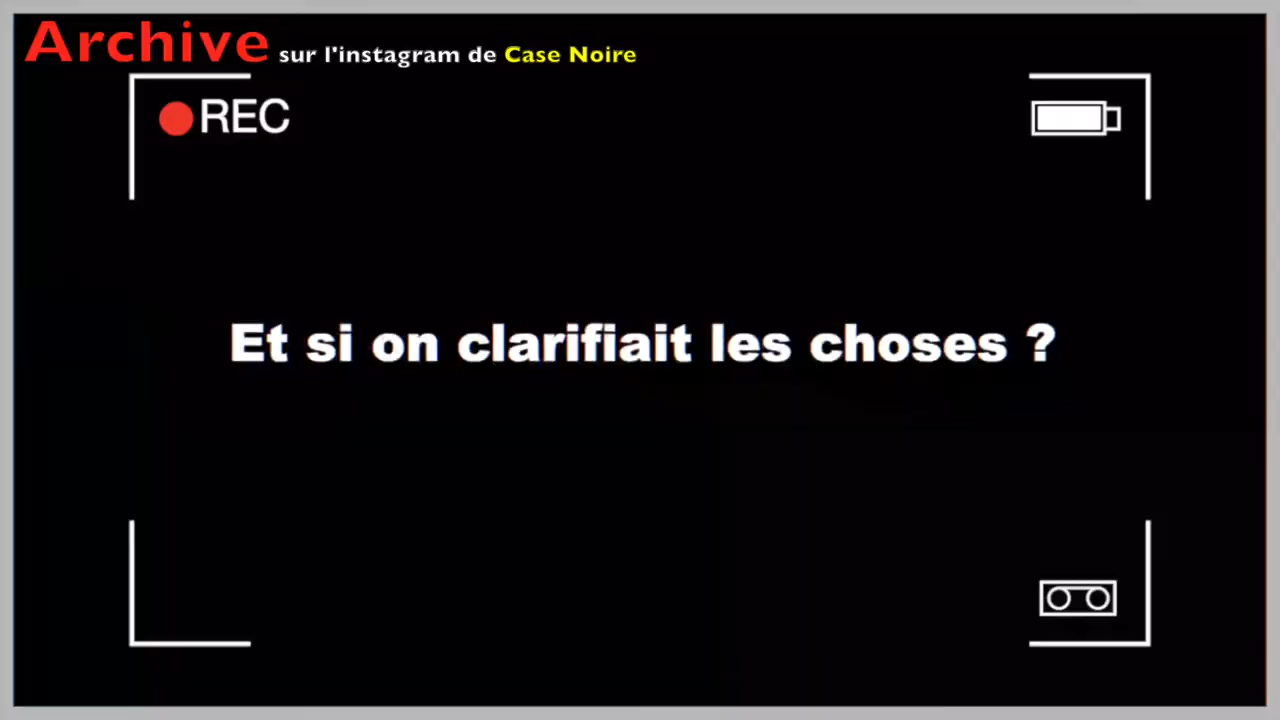 Archive sur l'instagram de Case Noire
REC
Et si on clarifiait les choses ?